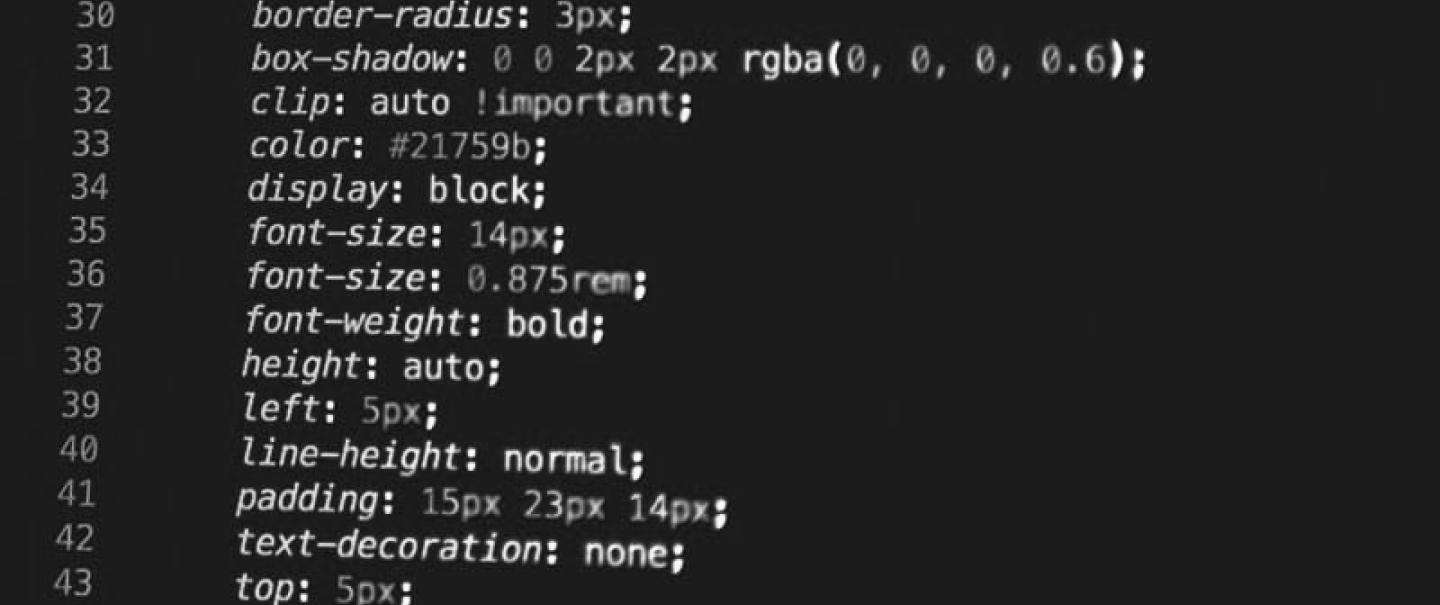 30 border-radius: 3px;
31 box-shadow: 0 0 2px 2px rgba(0, 0, 0, 0.6);
32 clip: auto !important;
33 color: #21759b;
34 display: block;
35 font-size: 14px;
36 font-size: 0.875rem;
37 font-weight: bold;
38 height: auto;
39 left: 5px;
40 line-height: normal;
41 padding: 15px 23px 14px;
42 text-decoration: none;
43 top: 5px;